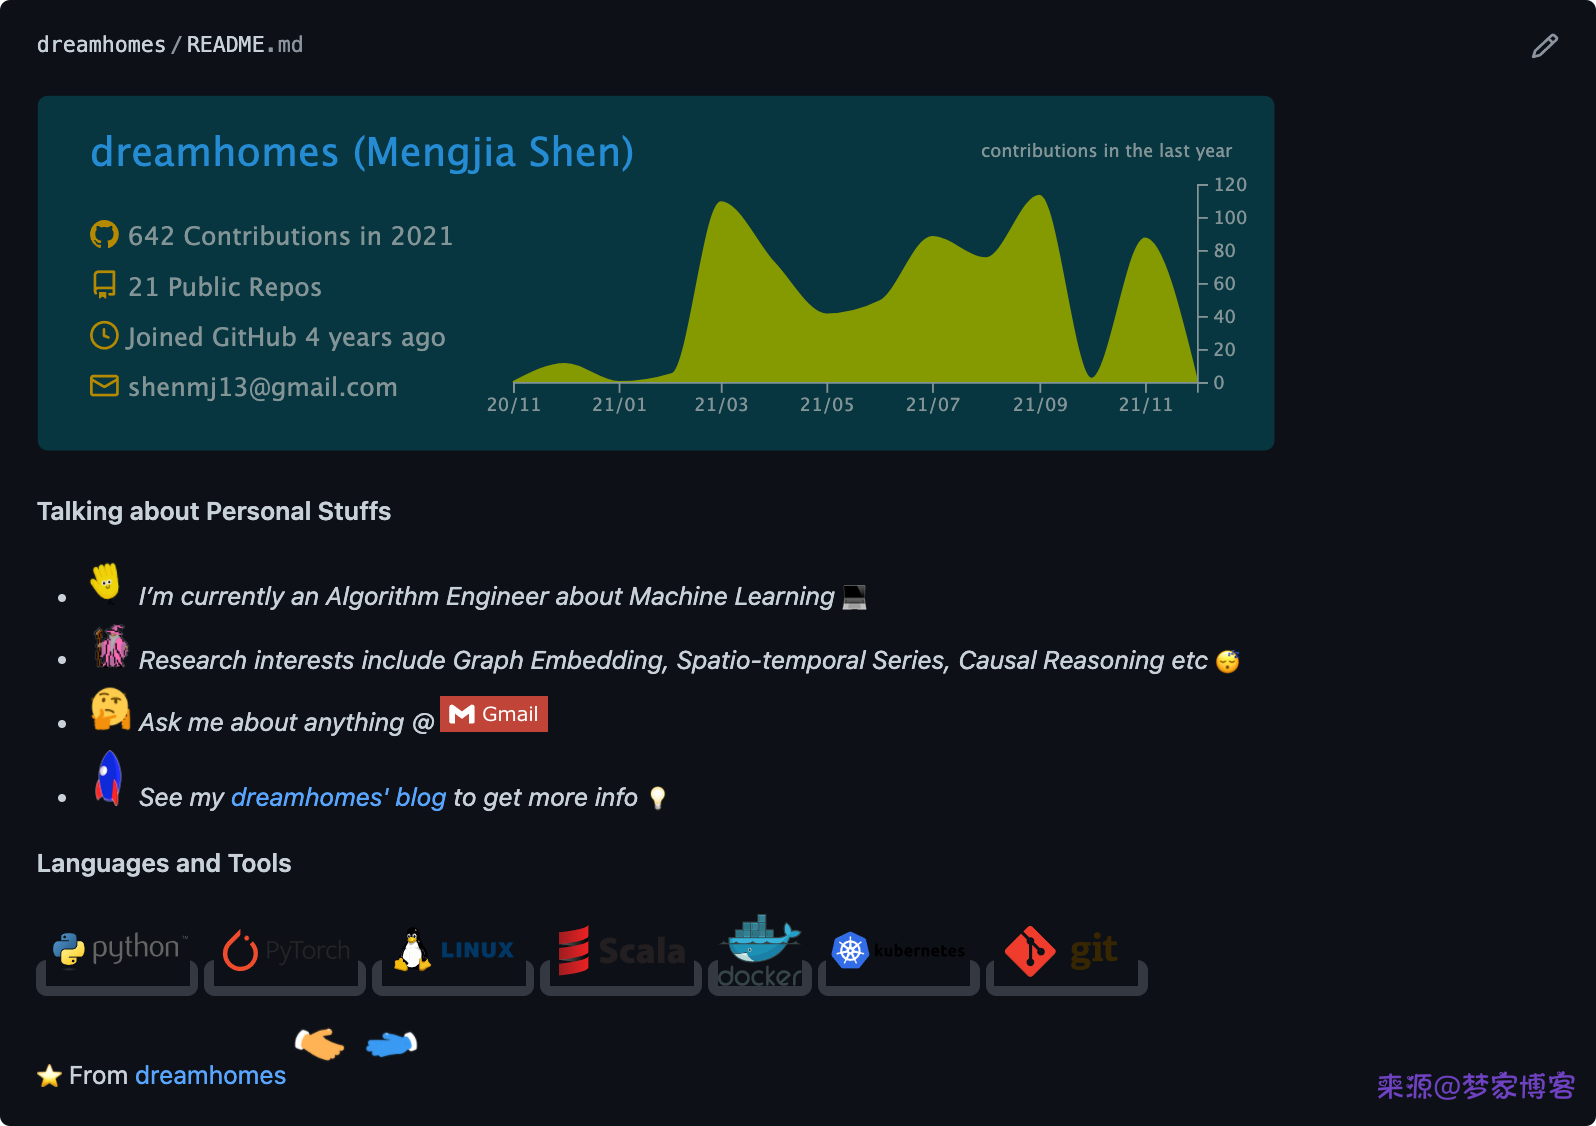 dreamhomes/README.md
dreamhomes (Mengjia Shen)
contributions in the last year
642 Contributions in 2021
21 Public Repos
Joined GitHub 4 years ago
shenmj13@gmail.com
120
100
80
60
40
20
0
20/11 21/01 21/03 21/05 21/07 21/09 21/11
Talking about Personal Stuffs
I'm currently an Algorithm Engineer about Machine Learning
Research interests include Graph Embedding, Spatio-temporal Series, Causal Reasoning etc
Ask me about anything @ Gmail
See my dreamhomes' blog to get more info
Languages and Tools
python™ PyTorch LINUX Scala docker kubernetes git
From dreamhomes
来源@梦家博客